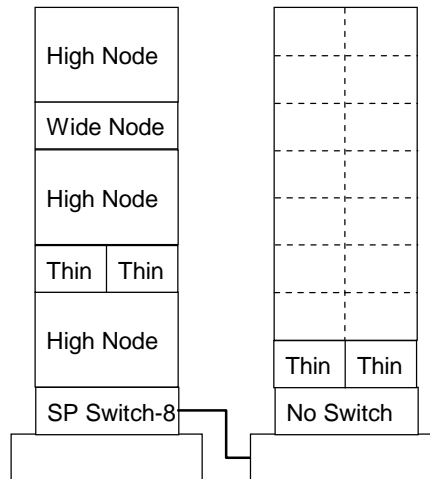 High Node
Wide Node
High Node
Thin Thin
High Node
SP Switch-8
Thin Thin
No Switch